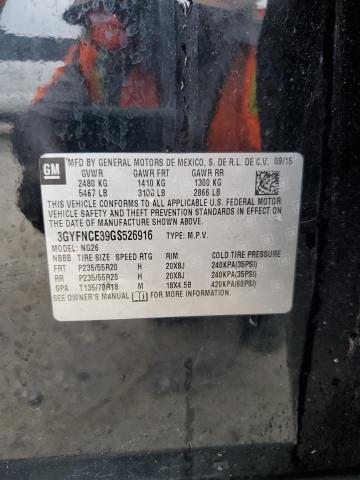 GM
MFD BY GENERAL MOTORS DE MEXICO, S. DE R.L. DE C.V. 09/15
GVWR GAWR FRT GAWR RR
2480 KG 1410 KG 1300 KG
5467 LB 3108 LB 2866 LB
THIS VEHICLE CONFORMS TO ALL APPLICABLE U.S. FEDERAL
MOTOR VEHICLE SAFETY, BUMPER, AND THEFT PREVENTION
STANDARDS IN EFFECT ON THE DATE OF MANUFACTURE
SHOWN ABOVE.
3GYFNCE39GS526916 TYPE: M.P.V.
MODEL: NG26
NBBB TIRE SIZE SPEED RTG RIM COLD TIRE PRESSURE
FRT P235/55R20 H 20X8J 240KPA(35PSI)
RR P235/55R20 H 20X8J 240KPA(35PSI)
SPA T135/70R18 M 18X4.5B 420KPA(60PSI)
SEE OWNER'S MANUAL FOR MORE INFORMATION.